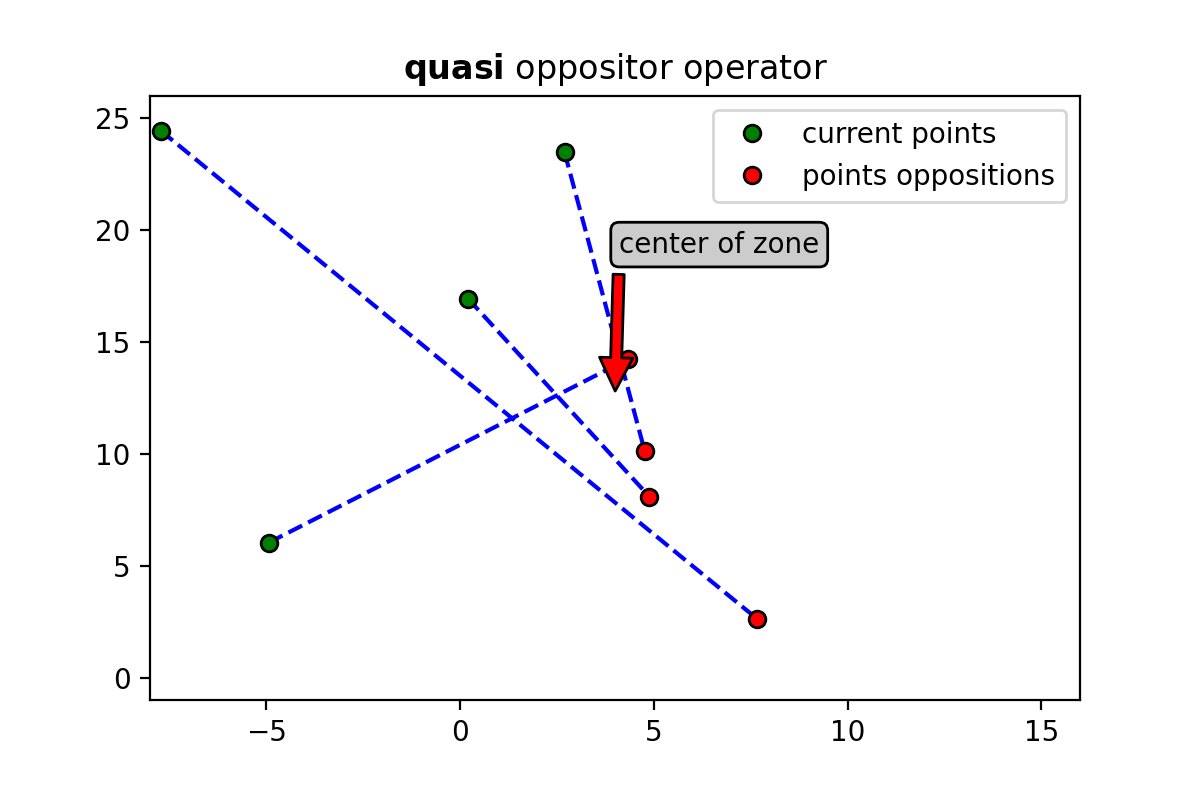 quasi oppositor operator
current points
points oppositions
center of zone
25
20
15
10
5
0
−5 0 5 10 15